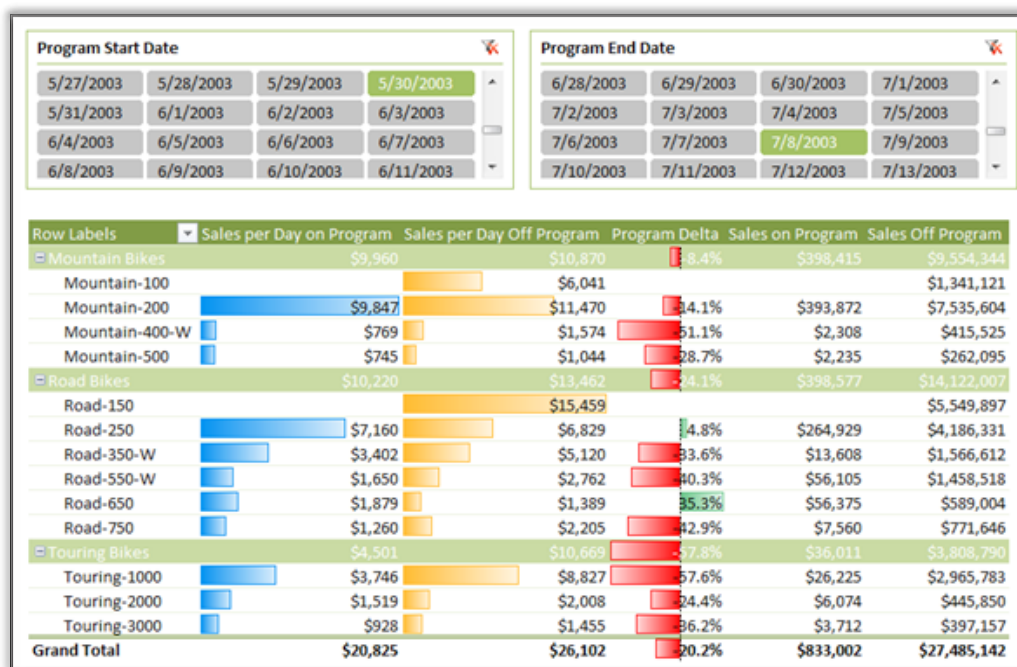 Program Start Date
5/27/2003 5/28/2003 5/29/2003 5/30/2003
5/31/2003 6/1/2003 6/2/2003 6/3/2003
6/4/2003 6/5/2003 6/6/2003 6/7/2003
6/8/2003 6/9/2003 6/10/2003 6/11/2003
Program End Date
6/28/2003 6/29/2003 6/30/2003 7/1/2003
7/2/2003 7/3/2003 7/4/2003 7/5/2003
7/6/2003 7/7/2003 7/8/2003 7/9/2003
7/10/2003 7/11/2003 7/12/2003 7/13/2003
Row Labels Sales per Day on Program Sales per Day Off Program Program Delta Sales on Program Sales Off Program
Mountain Bikes $9,960 $10,870 -8.4% $398,415 $9,554,344
Mountain-100 $6,041 $1,341,121
Mountain-200 $9,847 $11,470 -14.1% $393,872 $7,535,604
Mountain-400-W $769 $1,574 -51.1% $2,308 $415,525
Mountain-500 $745 $1,044 -28.7% $2,235 $262,095
Road Bikes $10,220 $13,462 -24.1% $398,577 $14,122,007
Road-150 $15,459 $5,549,897
Road-250 $7,160 $6,829 4.8% $264,929 $4,186,331
Road-350-W $3,402 $5,120 -33.6% $13,608 $1,566,612
Road-550-W $1,650 $2,762 -40.3% $56,105 $1,458,518
Road-650 $1,879 $1,389 35.3% $56,375 $589,004
Road-750 $1,260 $2,205 -42.9% $7,560 $771,646
Touring Bikes $4,501 $10,669 -57.8% $36,011 $3,808,790
Touring-1000 $3,746 $8,827 -57.6% $26,225 $2,965,783
Touring-2000 $1,519 $2,008 -24.4% $6,074 $445,850
Touring-3000 $928 $1,455 -36.2% $3,712 $397,157
Grand Total $20,825 $26,102 -20.2% $833,002 $27,485,142